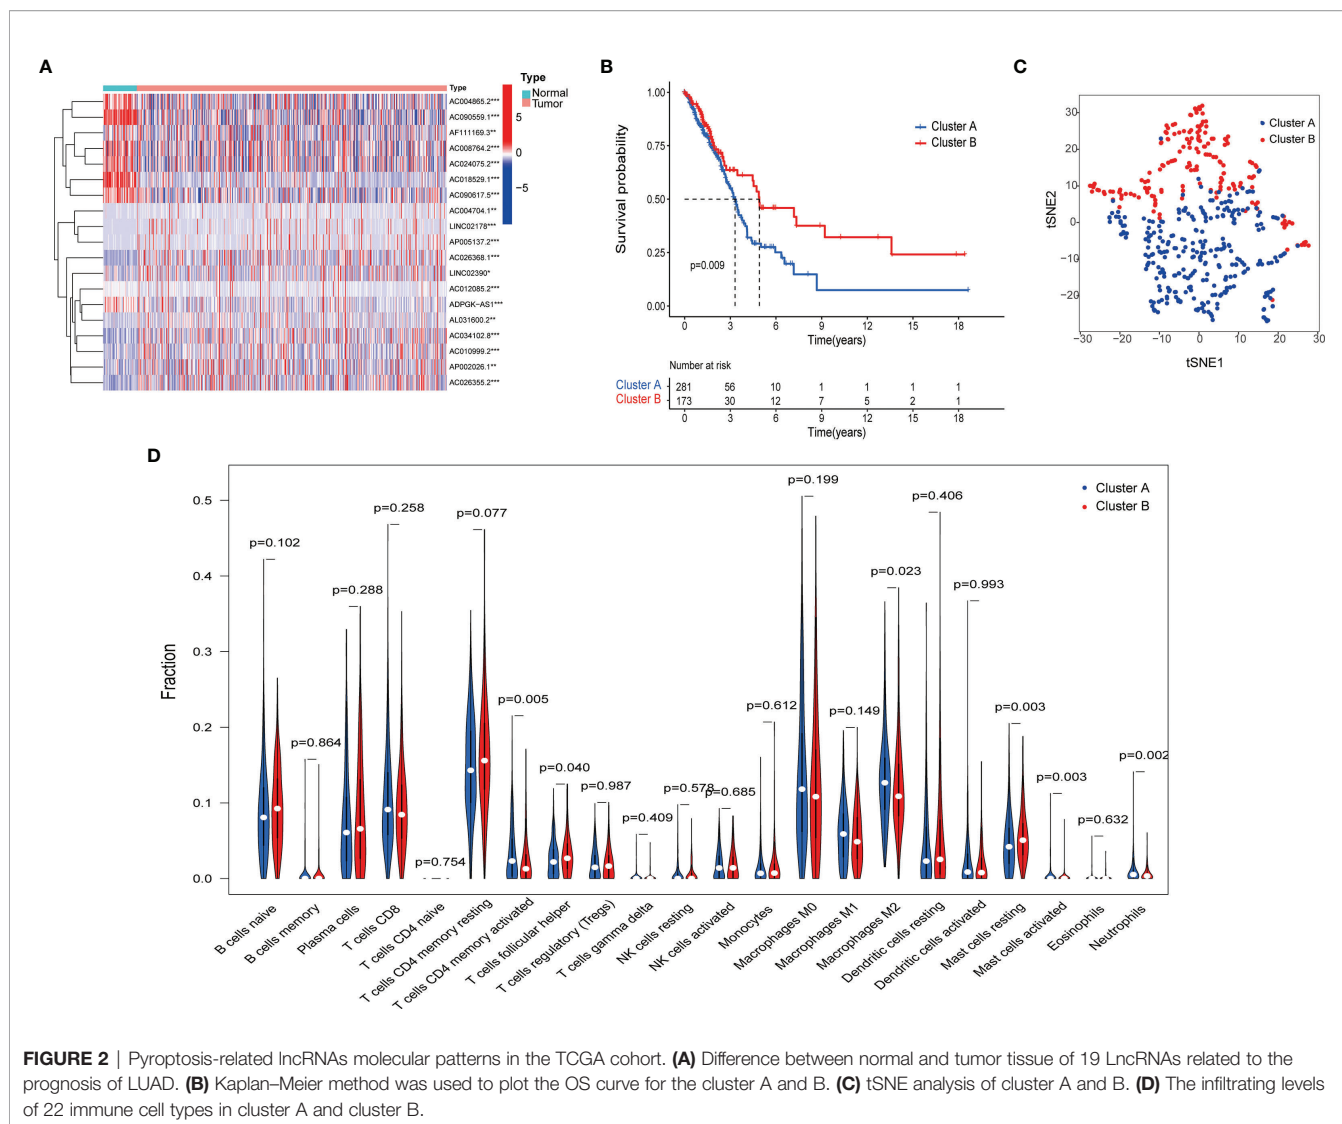 A
Type
Type
Normal
Tumor
5
0
−5
AC004865.2***
AC090559.1***
AF111169.3**
AC008764.2***
AC024075.2***
AC018529.1***
AC090617.5***
AC004704.1**
LINC02178***
AP005137.2***
AC026368.1***
LINC02390*
AC012085.2***
ADPGK−AS1***
AL031600.2**
AC034102.8***
AC010999.2***
AP002026.1**
AC026355.2***
B
Survival probability
1.00
0.75
0.50
0.25
0.00
Cluster A
Cluster B
p=0.009
0 3 6 9 12 15 18
Time(years)
Number at risk
Cluster A 281 56 10 1 1 1 1
Cluster B 173 30 12 7 5 2 1
0 3 6 9 12 15 18
Time(years)
C
tSNE2
30
20
10
0
−10
−20
Cluster A
Cluster B
−30 −20 −10 0 10 20 30
tSNE1
D
Fraction
0.5
0.4
0.3
0.2
0.1
0.0
Cluster A
Cluster B
p=0.102
p=0.864
p=0.288
p=0.258
p=0.754
p=0.077
p=0.005
p=0.040
p=0.987
p=0.409
p=0.578
p=0.685
p=0.612
p=0.199
p=0.149
p=0.023
p=0.406
p=0.993
p=0.003
p=0.003
p=0.632
p=0.002
B cells naive
B cells memory
Plasma cells
T cells CD8
T cells CD4 naive
T cells CD4 memory resting
T cells CD4 memory activated
T cells follicular helper
T cells regulatory (Tregs)
T cells gamma delta
NK cells resting
NK cells activated
Monocytes
Macrophages M0
Macrophages M1
Macrophages M2
Dendritic cells resting
Dendritic cells activated
Mast cells resting
Mast cells activated
Eosinophils
Neutrophils
FIGURE 2 | Pyroptosis-related lncRNAs molecular patterns in the TCGA cohort. (A) Difference between normal and tumor tissue of 19 LncRNAs related to the
prognosis of LUAD. (B) Kaplan–Meier method was used to plot the OS curve for the cluster A and B. (C) tSNE analysis of cluster A and B. (D) The infiltrating levels
of 22 immune cell types in cluster A and cluster B.